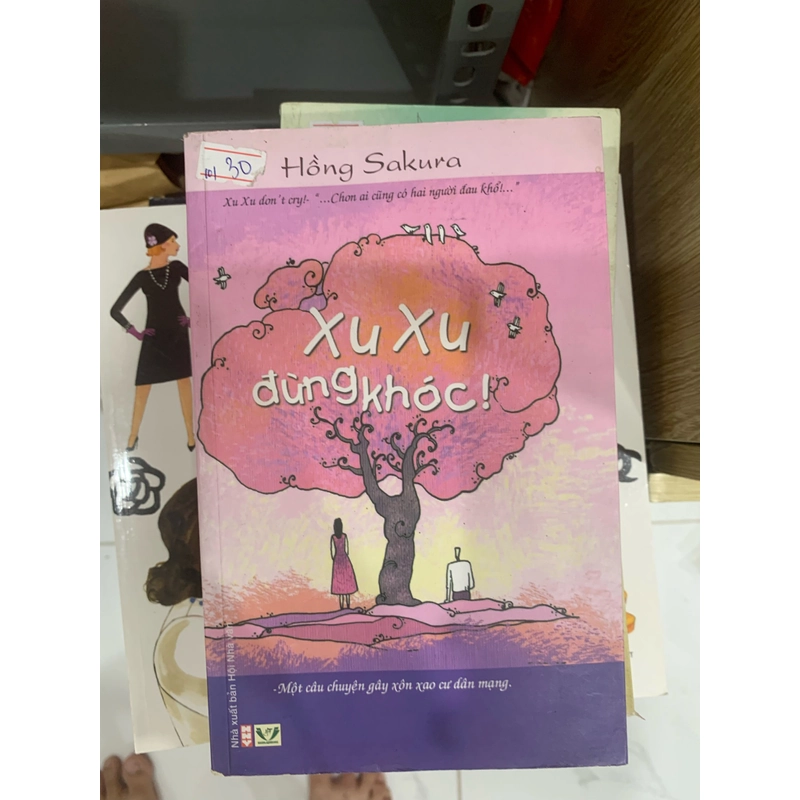 30
Hồng Sakura
Xu Xu don't cry!- "...Chọn ai cũng có hai người đau khổ!..."
Xu Xu
đừng khóc!
-Một câu chuyện gây xôn xao cư dân mạng.
Nhà xuất bản Hội Nhà văn